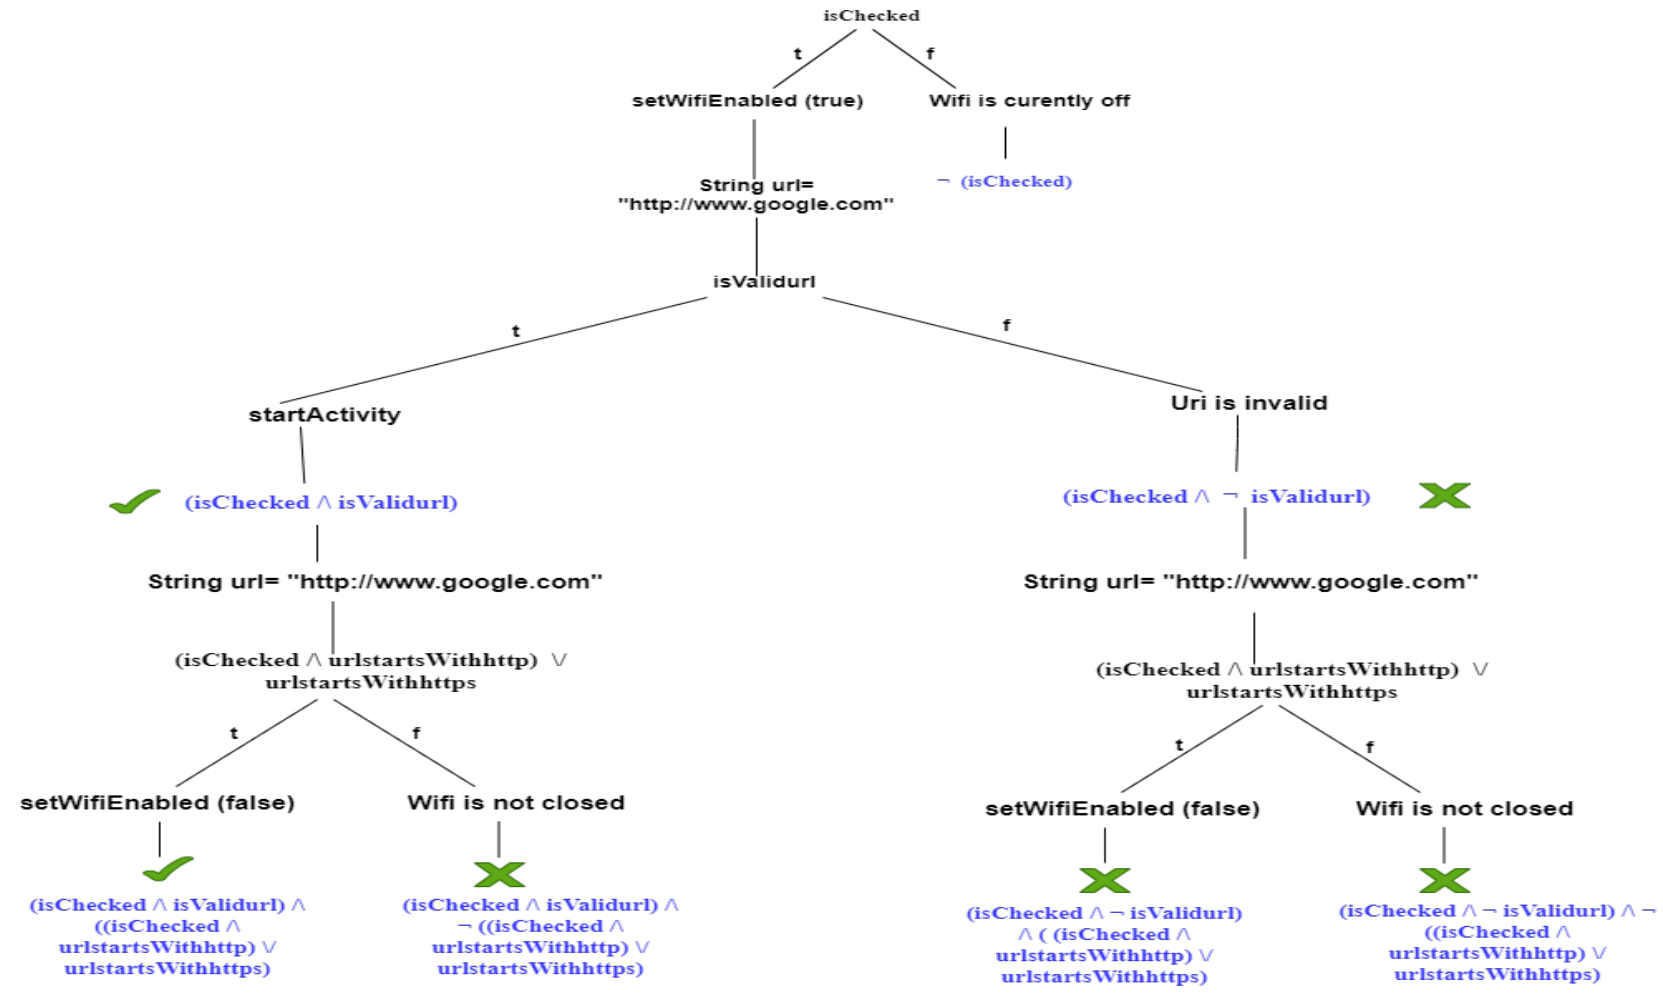 isChecked
t
f
setWifiEnabled (true)
Wifi is curently off
String url=
"http://www.google.com"
¬ (isChecked)
isValidurl
t
f
startActivity
Uri is invalid
(isChecked /\ isValidurl)
(isChecked /\ ¬ isValidurl)
String url= "http://www.google.com"
String url= "http://www.google.com"
(isChecked /\ urlstartsWithhttp) \/
urlstartsWithhttps
(isChecked /\ urlstartsWithhttp) \/
urlstartsWithhttps
t
f
t
f
setWifiEnabled (false)
Wifi is not closed
setWifiEnabled (false)
Wifi is not closed
(isChecked /\ isValidurl) /\
((isChecked /\
urlstartsWithhttp) \/
urlstartsWithhttps)
(isChecked /\ isValidurl) /\
¬ ((isChecked /\
urlstartsWithhttp) \/
urlstartsWithhttps)
(isChecked /\ ¬ isValidurl)
/\ ( (isChecked /\
urlstartsWithhttp) \/
urlstartsWithhttps)
(isChecked /\ ¬ isValidurl) /\ ¬
((isChecked /\
urlstartsWithhttp) \/
urlstartsWithhttps)